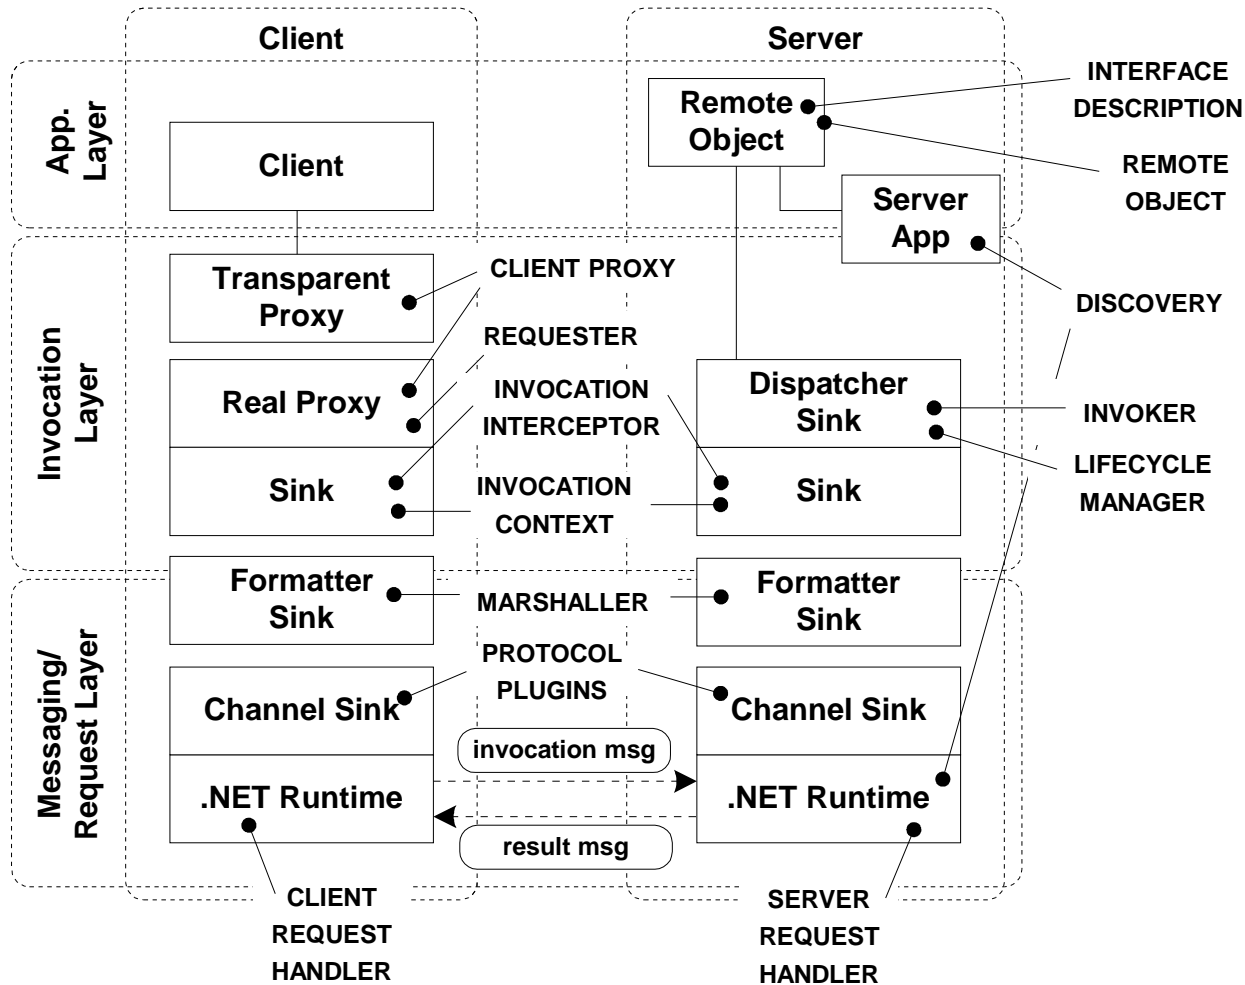 Client
Server
App.
Layer
Client
Remote
Object
Server
App
INTERFACE
DESCRIPTION
REMOTE
OBJECT
Invocation
Layer
Transparent
Proxy
CLIENT PROXY
DISCOVERY
REQUESTER
Real Proxy
INVOCATION
INTERCEPTOR
Dispatcher
Sink
INVOKER
LIFECYCLE
MANAGER
Sink
INVOCATION
CONTEXT
Sink
Messaging/
Request Layer
Formatter
Sink
MARSHALLER
Formatter
Sink
PROTOCOL
PLUGINS
Channel Sink
Channel Sink
invocation msg
.NET Runtime
.NET Runtime
result msg
CLIENT
REQUEST
HANDLER
SERVER
REQUEST
HANDLER